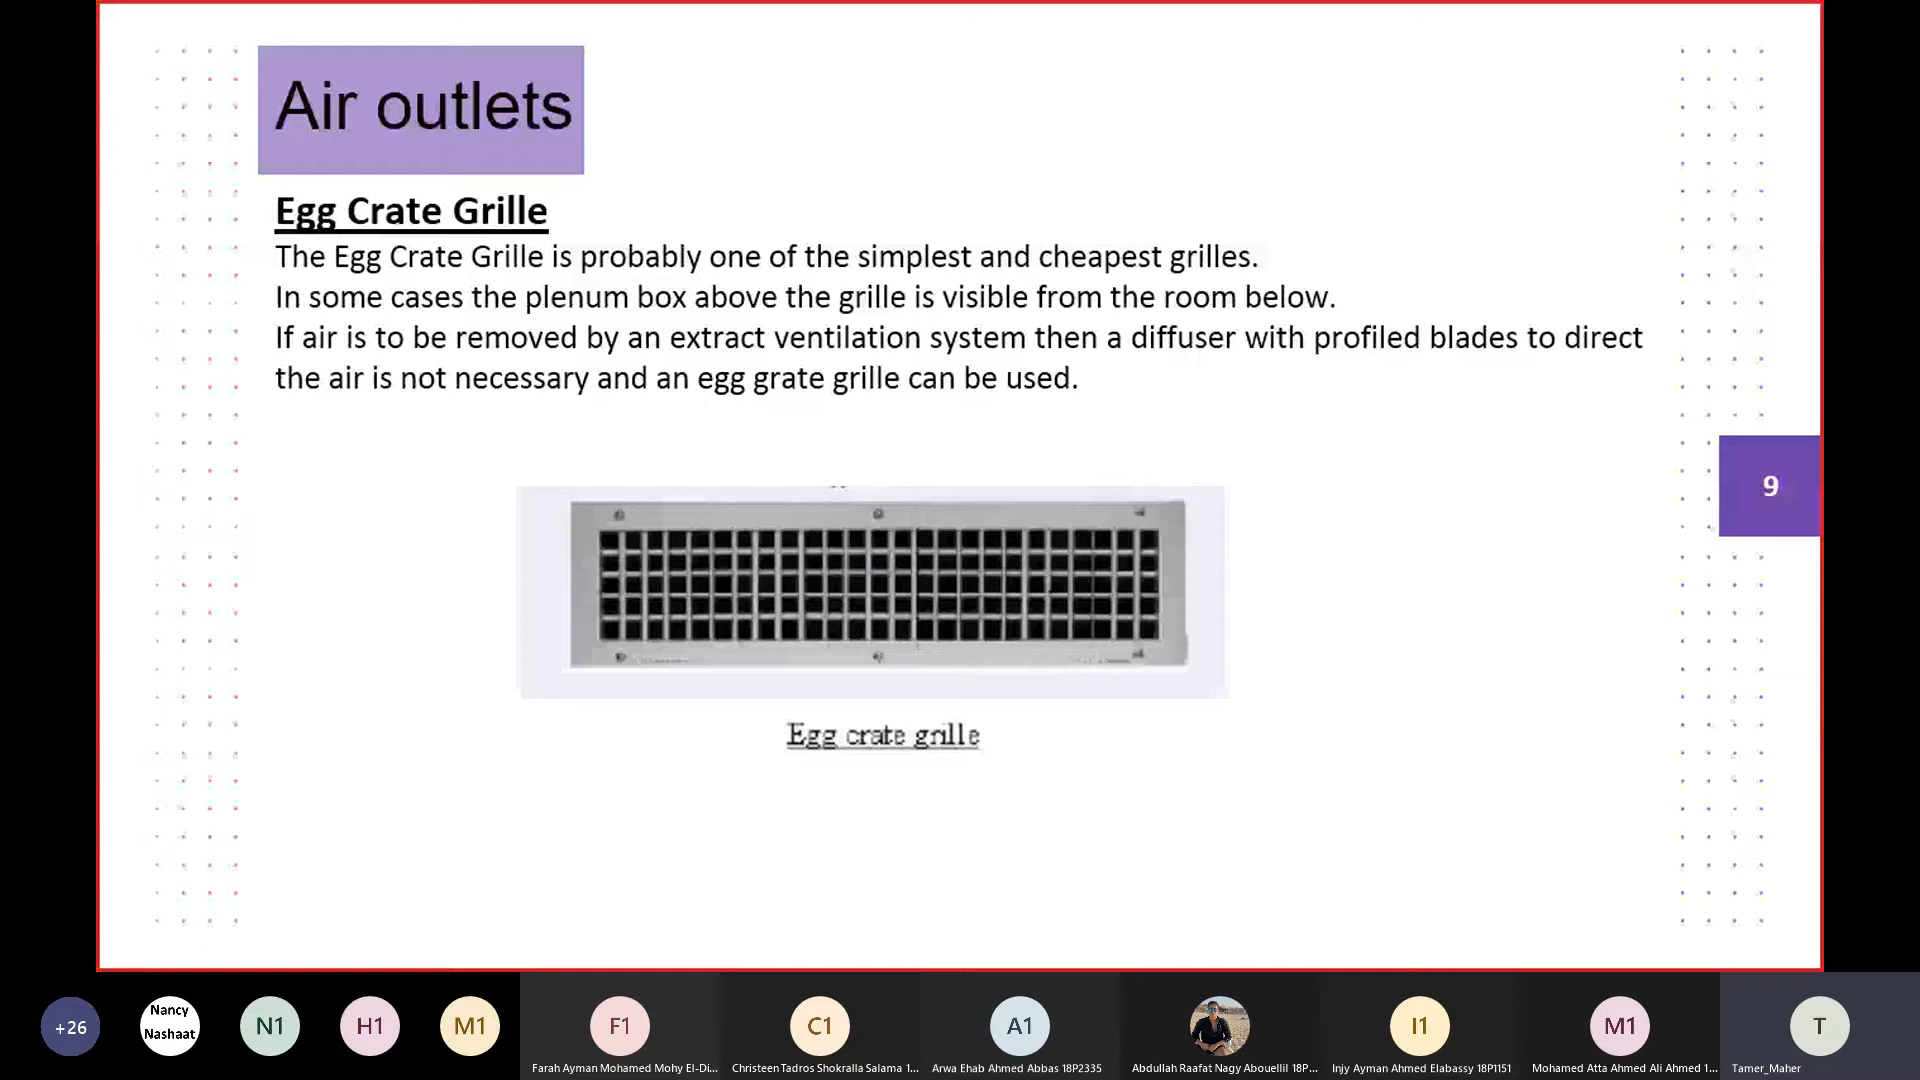 Air outlets
Egg Crate Grille
The Egg Crate Grille is probably one of the simplest and cheapest grilles.
In some cases the plenum box above the grille is visible from the room below.
If air is to be removed by an extract ventilation system then a diffuser with profiled blades to direct
the air is not necessary and an egg grate grille can be used.
9
Egg crate grille
+26
Nancy
Nashaat
N1
H1
M1
F1
C1
A1
I1
M1
T
Farah Ayman Mohamed Mohy El-Di...
Christeen Tadros Shokralla Salama 1...
Arwa Ehab Ahmed Abbas 18P2335
Abdullah Raafat Nagy Abouellil 18P...
Injy Ayman Ahmed Elabassy 18P1151
Mohamed Atta Ahmed Ali Ahmed 1...
Tamer_Maher